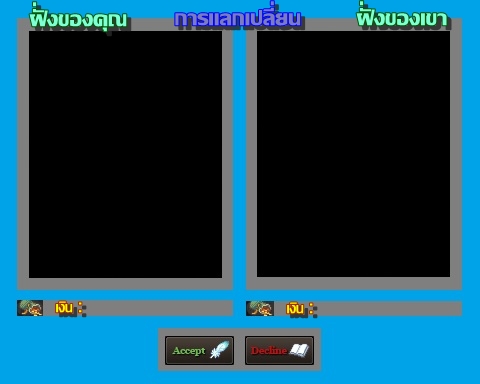 ฝั่งของคุณ
การแลกเปลี่ยน
ฝั่งของเขา
เงิน :
เงิน :
Accept
Decline